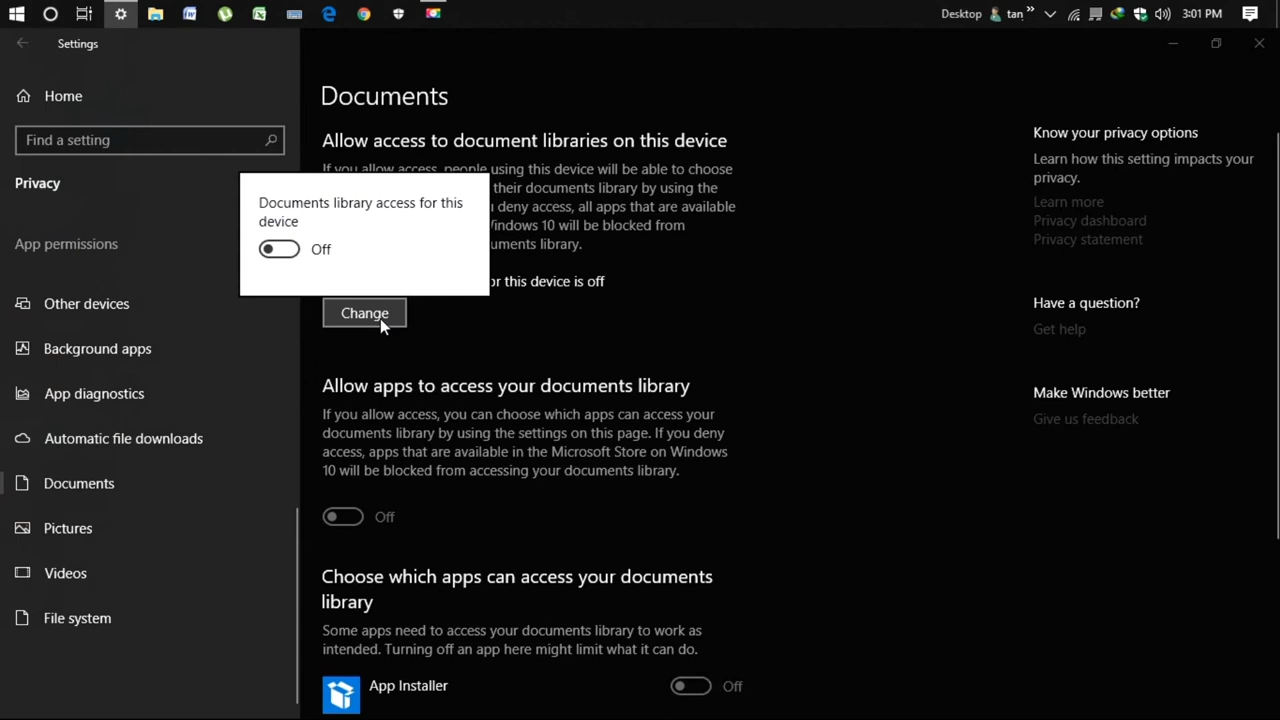 Desktop
tan
3:01 PM
Settings
Home
Find a setting
Privacy
App permissions
Other devices
Background apps
App diagnostics
Automatic file downloads
Documents
Pictures
Videos
File system
Documents
Allow access to document libraries on this device
If you allow access, people using this device will be able to choose
their documents library by using the
deny access, all apps that are available
indows 10 will be blocked from
uments library.
or this device is off
Documents library access for this
device
Off
Change
Allow apps to access your documents library
If you allow access, you can choose which apps can access your
documents library by using the settings on this page. If you deny
access, apps that are available in the Microsoft Store on Windows
10 will be blocked from accessing your documents library.
Off
Choose which apps can access your documents
library
Some apps need to access your documents library to work as
intended. Turning off an app here might limit what it can do.
App Installer
Off
Know your privacy options
Learn how this setting impacts your
privacy.
Learn more
Privacy dashboard
Privacy statement
Have a question?
Get help
Make Windows better
Give us feedback